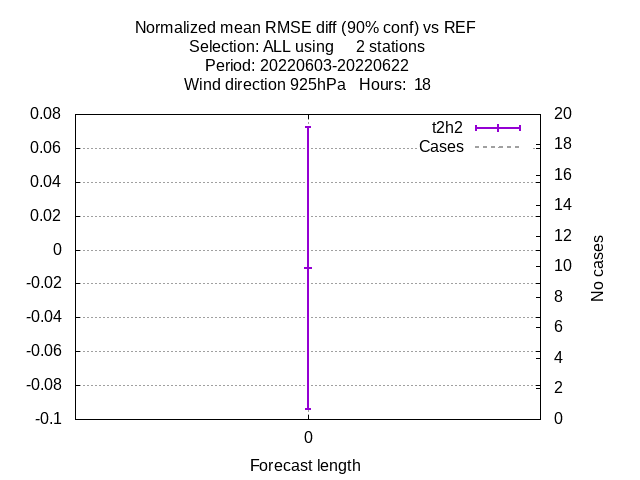 Normalized mean RMSE diff (90% conf) vs REF
Selection: ALL using     2 stations
Period: 20220603-20220622
Wind direction 925hPa   Hours:  18
t2h2
Cases
0.08
0.06
0.04
0.02
0
-0.02
-0.04
-0.06
-0.08
-0.1
20
18
16
14
12
10
8
6
4
2
0
No cases
0
Forecast length